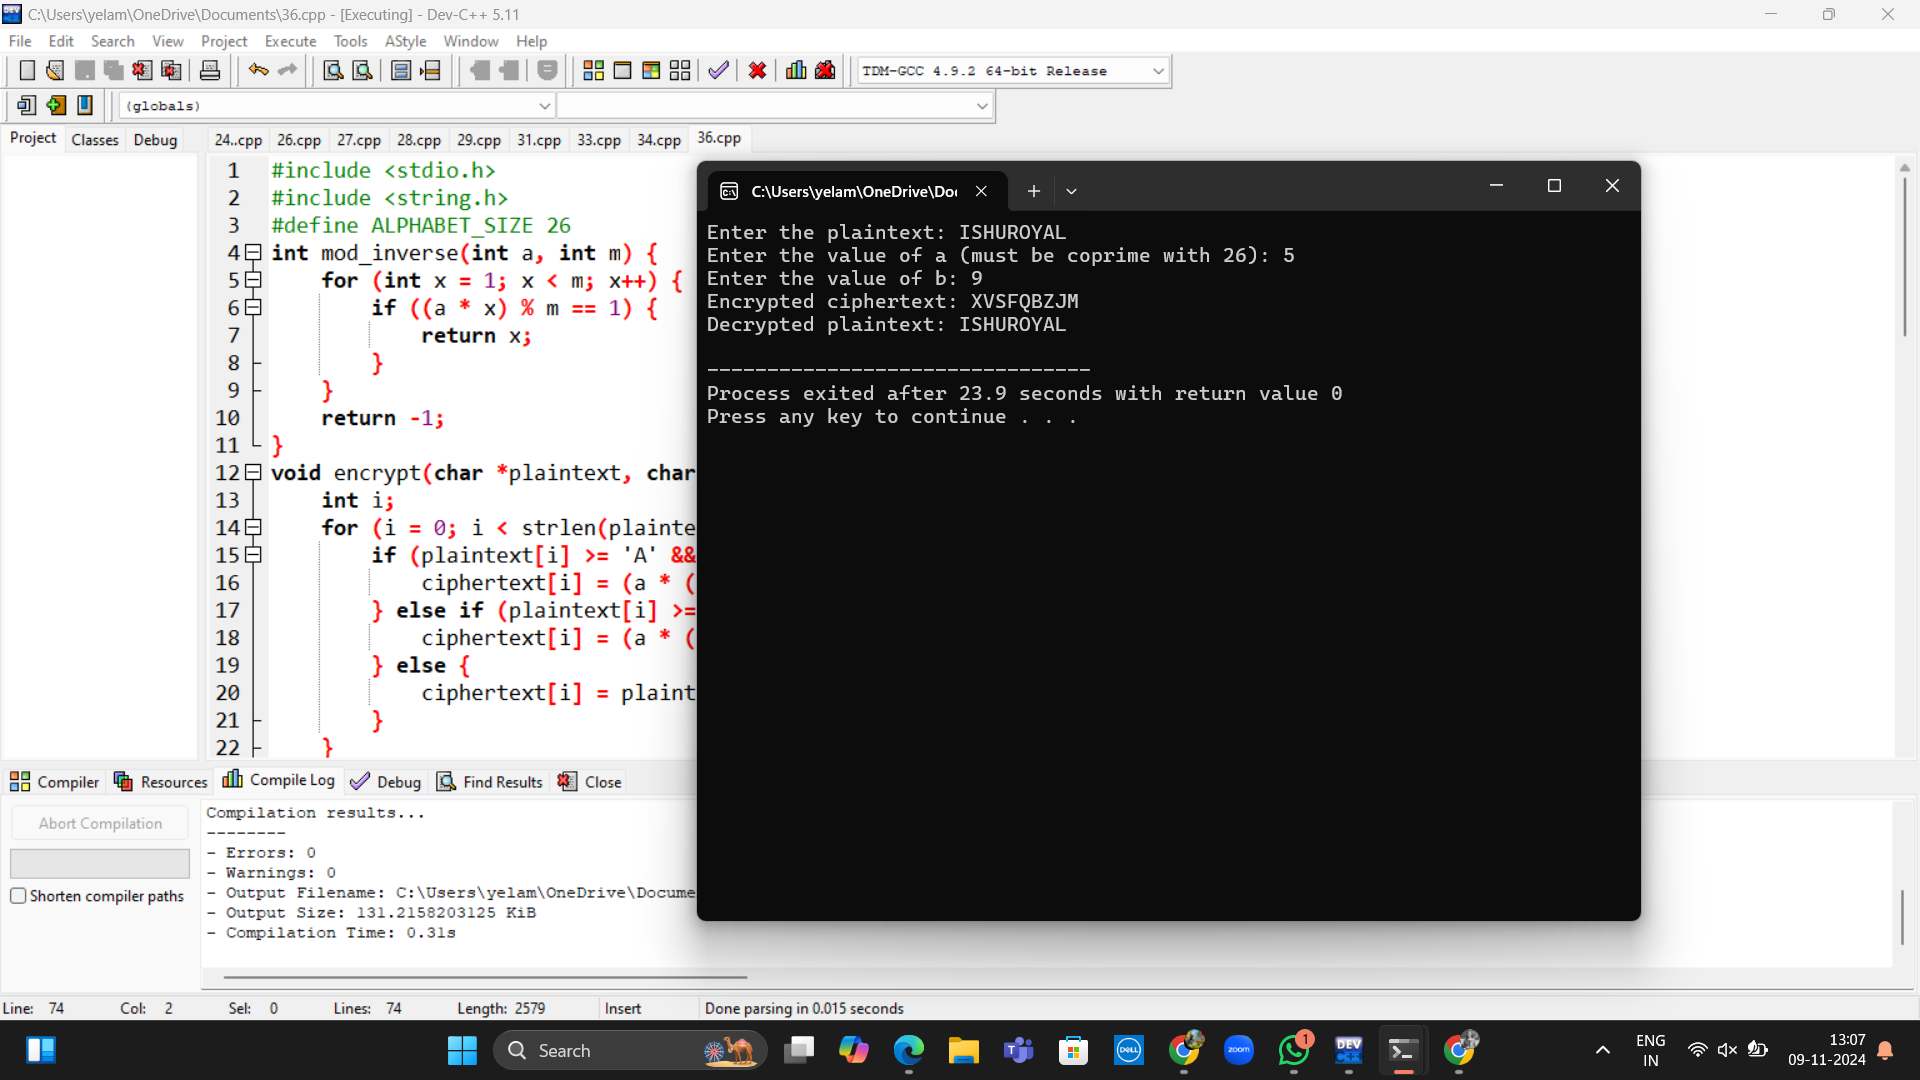 C:\Users\yelam\OneDrive\Documents\36.cpp - [Executing] - Dev-C++ 5.11
File Edit Search View Project Execute Tools AStyle Window Help
TDM-GCC 4.9.2 64-bit Release
(globals)
Project Classes Debug 24..cpp 26.cpp 27.cpp 28.cpp 29.cpp 31.cpp 33.cpp 34.cpp 36.cpp
1 #include <stdio.h>
2 #include <string.h>
3 #define ALPHABET_SIZE 26
4 int mod_inverse(int a, int m) {
5 for (int x = 1; x < m; x++) {
6 if ((a * x) % m == 1) {
7 return x;
8 }
9 }
10 return -1;
11 }
12 void encrypt(char *plaintext, char
13 int i;
14 for (i = 0; i < strlen(plainte
15 if (plaintext[i] >= 'A' &&
16 ciphertext[i] = (a * (
17 } else if (plaintext[i] >=
18 ciphertext[i] = (a * (
19 } else {
20 ciphertext[i] = plaint
21 }
22 }
C:\Users\yelam\OneDrive\Doc
Enter the plaintext: ISHUROYAL
Enter the value of a (must be coprime with 26): 5
Enter the value of b: 9
Encrypted ciphertext: XVSFQBZJM
Decrypted plaintext: ISHUROYAL
--------------------------------
Process exited after 23.9 seconds with return value 0
Press any key to continue . . .
Compiler Resources Compile Log Debug Find Results Close
Abort Compilation
Shorten compiler paths
Compilation results...
--------
- Errors: 0
- Warnings: 0
- Output Filename: C:\Users\yelam\OneDrive\Docume
- Output Size: 131.2158203125 KiB
- Compilation Time: 0.31s
Line: 74 Col: 2 Sel: 0 Lines: 74 Length: 2579 Insert Done parsing in 0.015 seconds
Search
DELL
zoom
1
DEV
C++
ENG
IN
13:07
09-11-2024